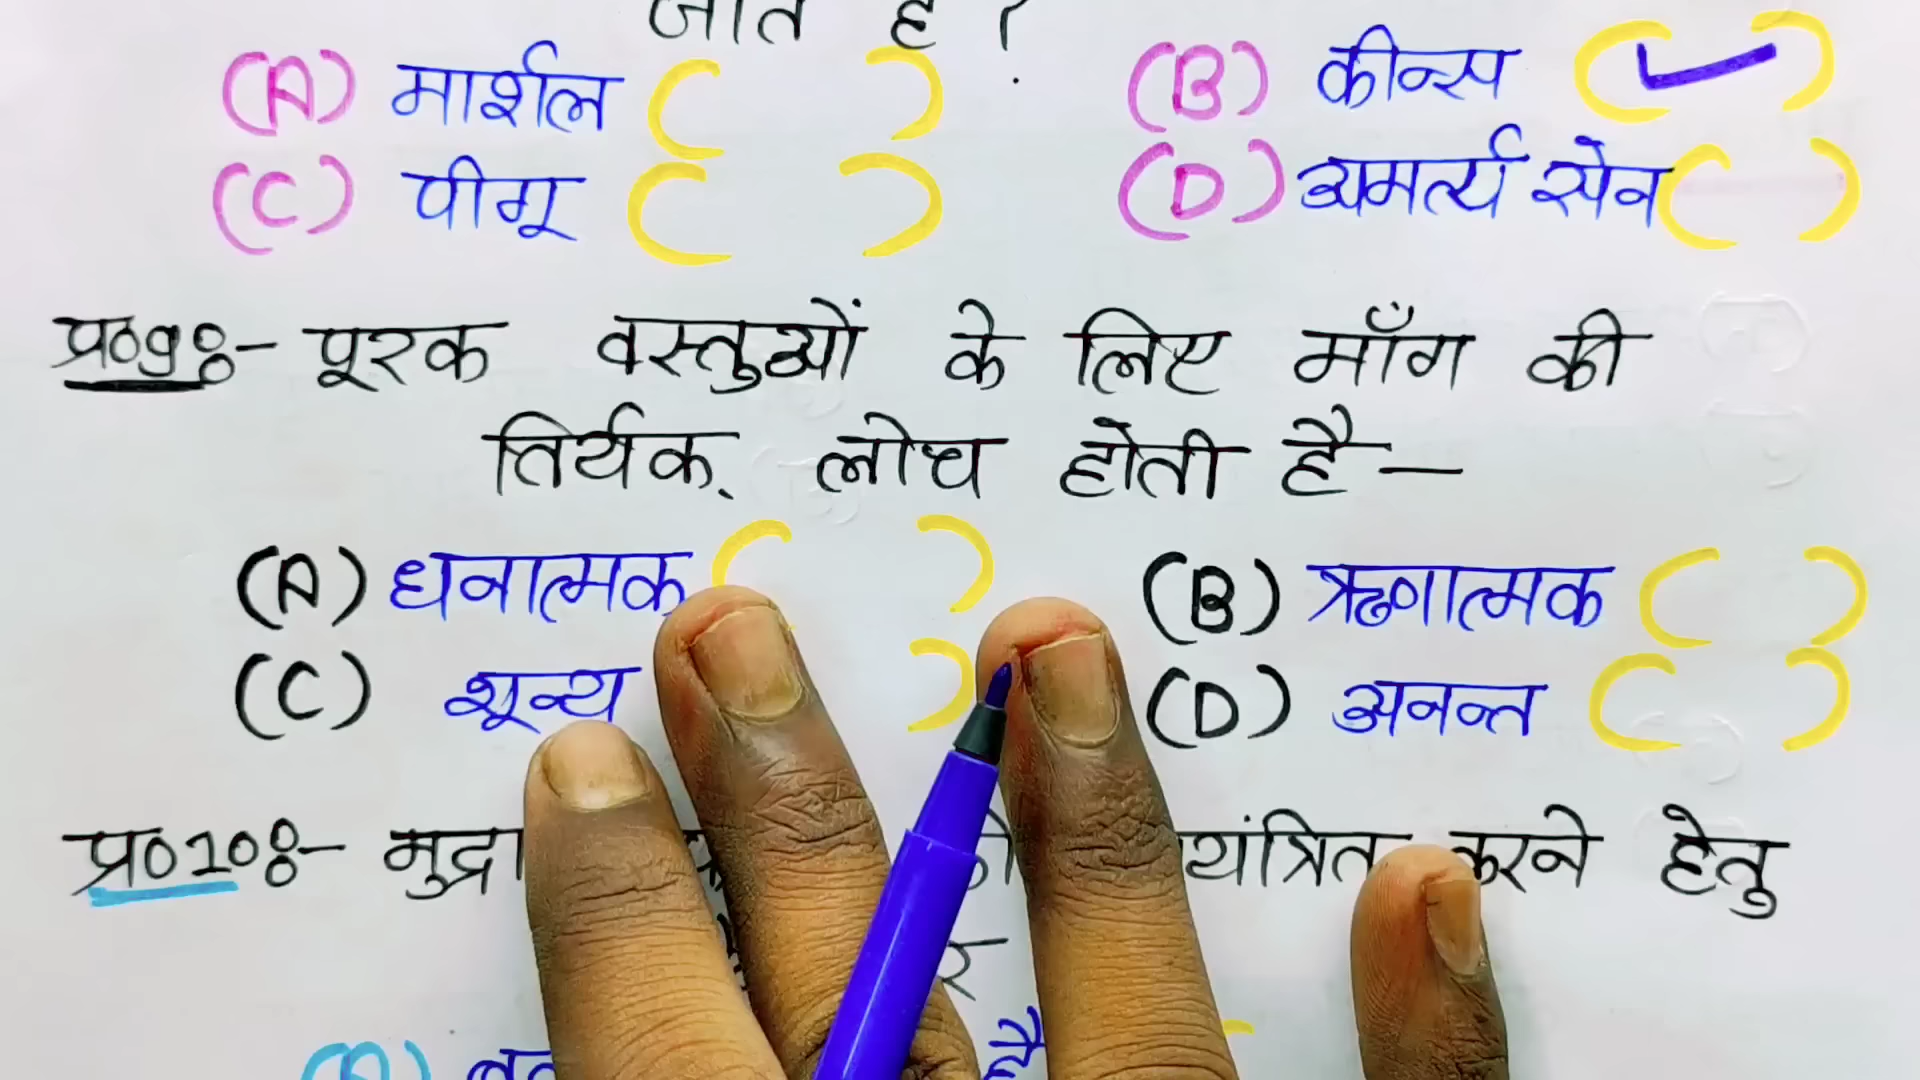 जाते है ?
(A) मार्शल ( ) (B) कीन्स (✓)
(C) पीगू ( ) (D) अमर्त्य सेन ( )
प्र०9ः- पूरक वस्तुओं के लिए माँग की
तिर्यक् लोच होती है-
(A) धनात्मक ( ) (B) ऋणात्मक ( )
(C) शून्य ) (D) अनन्त ( )
प्र०10ः- मुद्रा करने हेतु
(A)